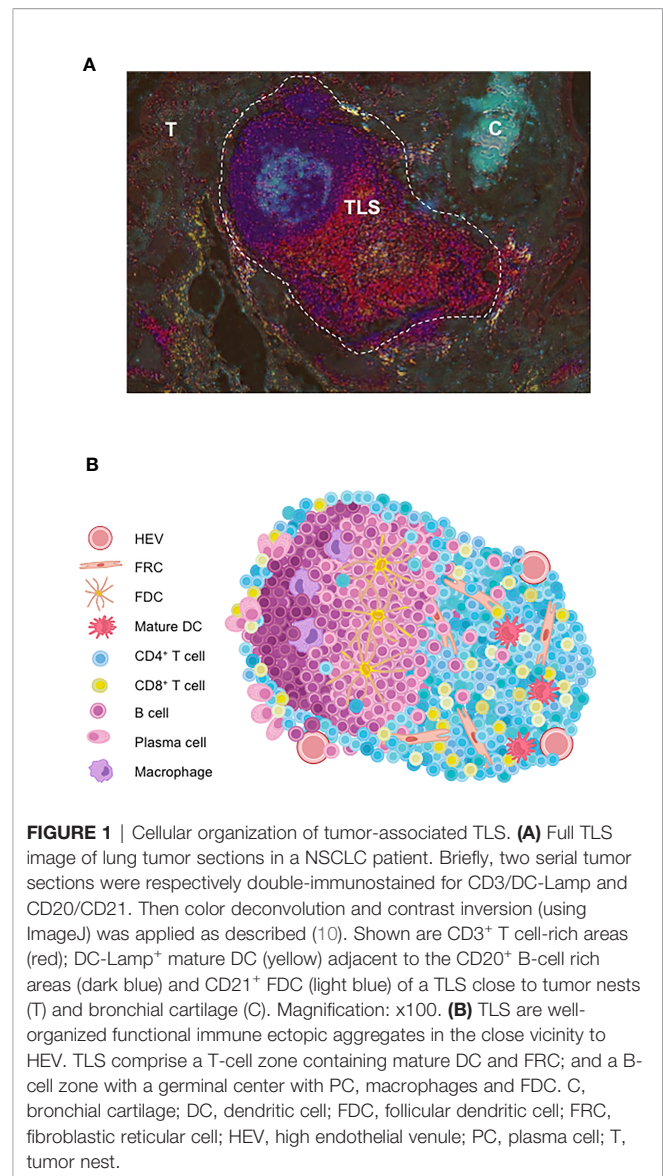 A
T
C
TLS
B
HEV
FRC
FDC
Mature DC
CD4⁺ T cell
CD8⁺ T cell
B cell
Plasma cell
Macrophage
FIGURE 1 | Cellular organization of tumor-associated TLS. (A) Full TLS
image of lung tumor sections in a NSCLC patient. Briefly, two serial tumor
sections were respectively double-immunostained for CD3/DC-Lamp and
CD20/CD21. Then color deconvolution and contrast inversion (using
ImageJ) was applied as described (10). Shown are CD3⁺ T cell-rich areas
(red); DC-Lamp⁺ mature DC (yellow) adjacent to the CD20⁺ B-cell rich
areas (dark blue) and CD21⁺ FDC (light blue) of a TLS close to tumor nests
(T) and bronchial cartilage (C). Magnification: x100. (B) TLS are well-
organized functional immune ectopic aggregates in the close vicinity to
HEV. TLS comprise a T-cell zone containing mature DC and FRC; and a B-
cell zone with a germinal center with PC, macrophages and FDC. C,
bronchial cartilage; DC, dendritic cell; FDC, follicular dendritic cell; FRC,
fibroblastic reticular cell; HEV, high endothelial venule; PC, plasma cell; T,
tumor nest.